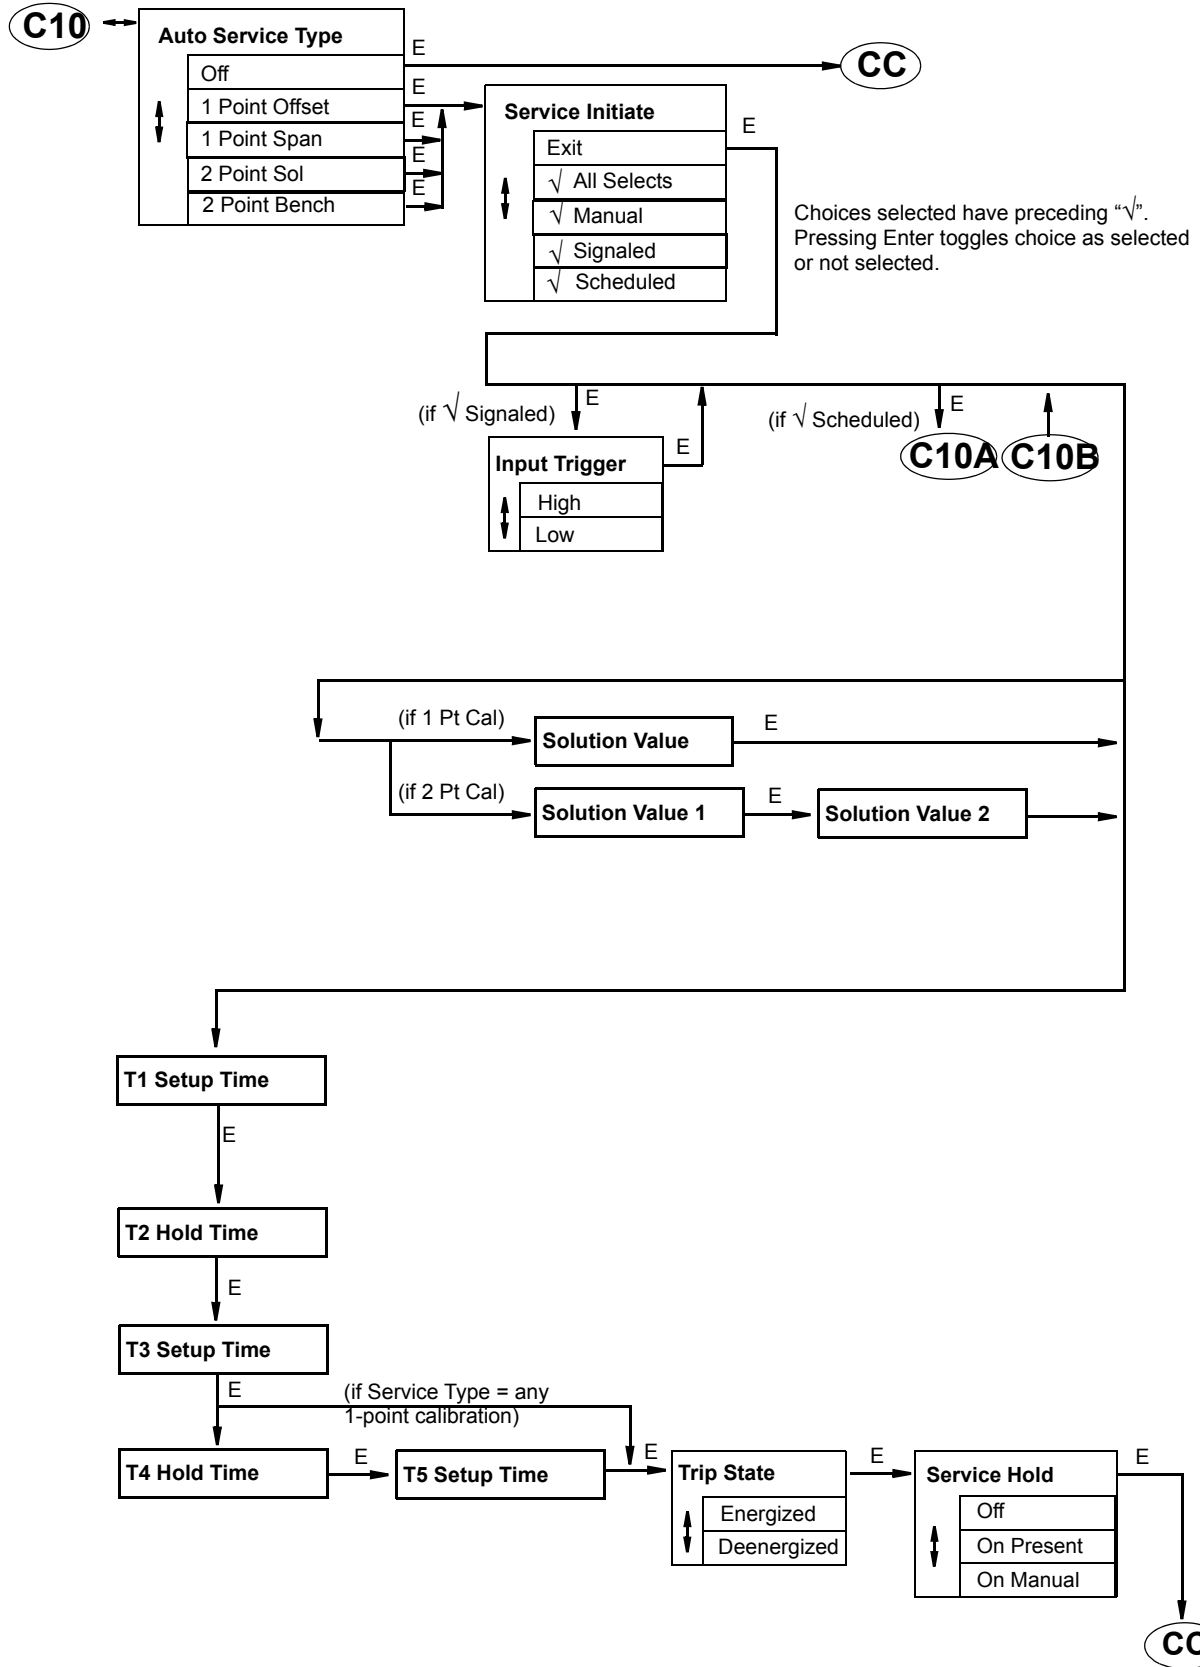 C10
Auto Service Type
E
Off
CC
E
1 Point Offset
Service Initiate
E
1 Point Span
E
E
Exit
2 Point Sol
E
√ All Selects
2 Point Bench
√ Manual
Choices selected have preceding “√”.
Pressing Enter toggles choice as selected
or not selected.
√ Signaled
√ Scheduled
(if √ Signaled)
E
(if √ Scheduled)
E
Input Trigger
E
C10A
C10B
High
Low
(if 1 Pt Cal)
Solution Value
E
(if 2 Pt Cal)
Solution Value 1
E
Solution Value 2
T1 Setup Time
E
T2 Hold Time
E
T3 Setup Time
E
(if Service Type = any
1-point calibration)
T4 Hold Time
E
T5 Setup Time
E
Trip State
E
Service Hold
E
Energized
Off
Deenergized
On Present
On Manual
CC